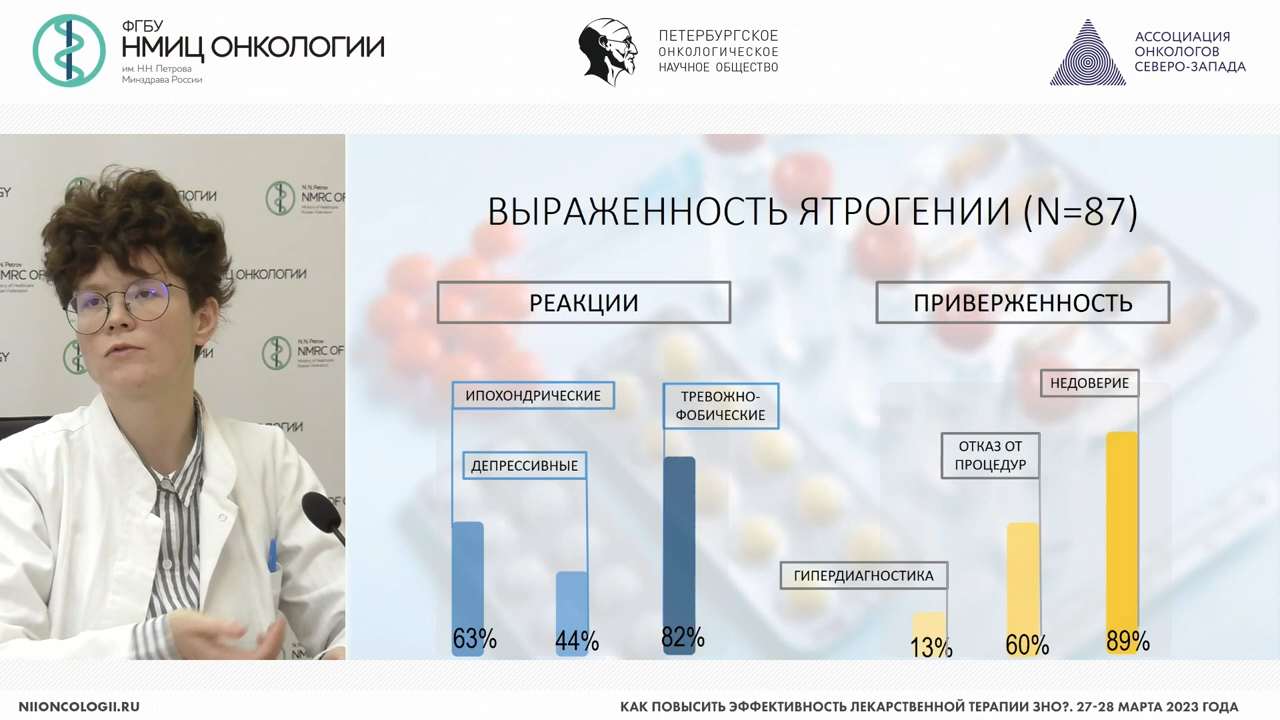 ФГБУ
НМИЦ ОНКОЛОГИИ
им. Н.Н. Петрова
Минздрава России
ПЕТЕРБУРГСКОЕ
ОНКОЛОГИЧЕСКОЕ
НАУЧНОЕ ОБЩЕСТВО
АССОЦИАЦИЯ
ОНКОЛОГОВ
СЕВЕРО-ЗАПАДА
ВЫРАЖЕННОСТЬ ЯТРОГЕНИИ (N=87)
РЕАКЦИИ
ПРИВЕРЖЕННОСТЬ
ИПОХОНДРИЧЕСКИЕ
ТРЕВОЖНО-
ФОБИЧЕСКИЕ
ДЕПРЕССИВНЫЕ
НЕДОВЕРИЕ
ОТКАЗ ОТ
ПРОЦЕДУР
ГИПЕРДИАГНОСТИКА
63%
44%
82%
13%
60%
89%
NIIONCOLOGII.RU
КАК ПОВЫСИТЬ ЭФФЕКТИВНОСТЬ ЛЕКАРСТВЕННОЙ ТЕРАПИИ ЗНО?. 27-28 МАРТА 2023 ГОДА